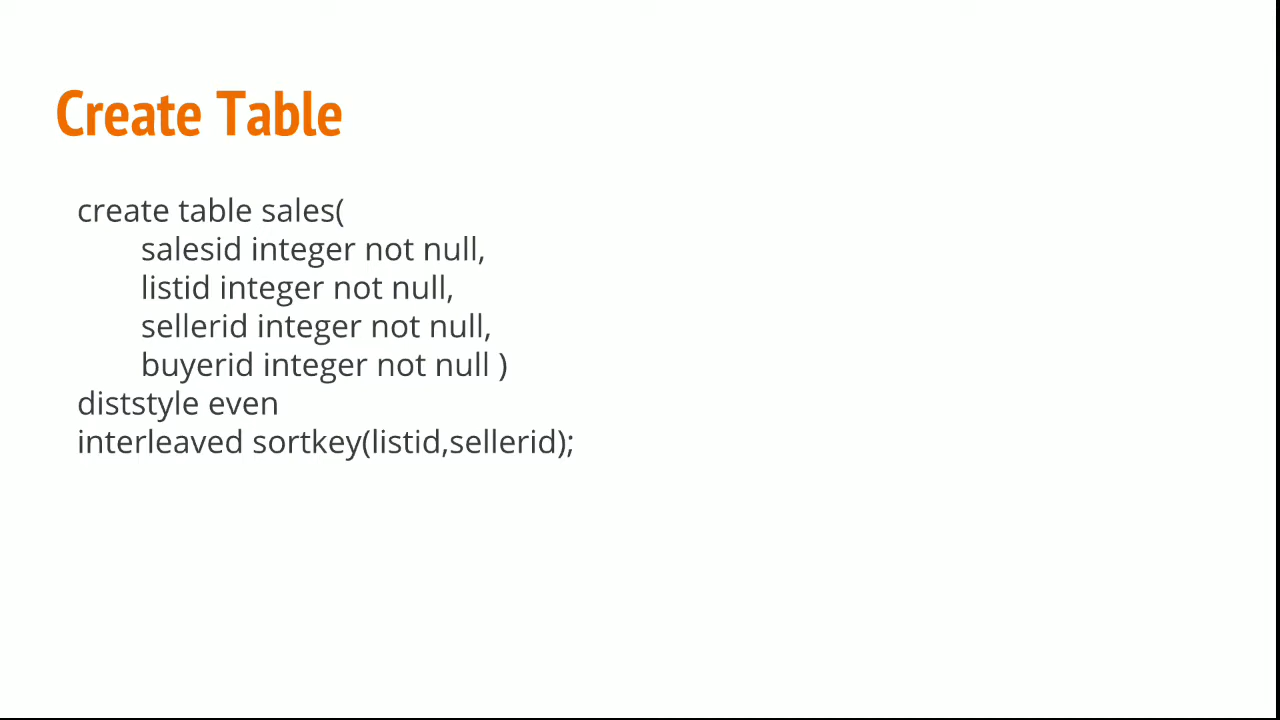 Create Table
create table sales(
salesid integer not null,
listid integer not null,
sellerid integer not null,
buyerid integer not null )
diststyle even
interleaved sortkey(listid,sellerid);